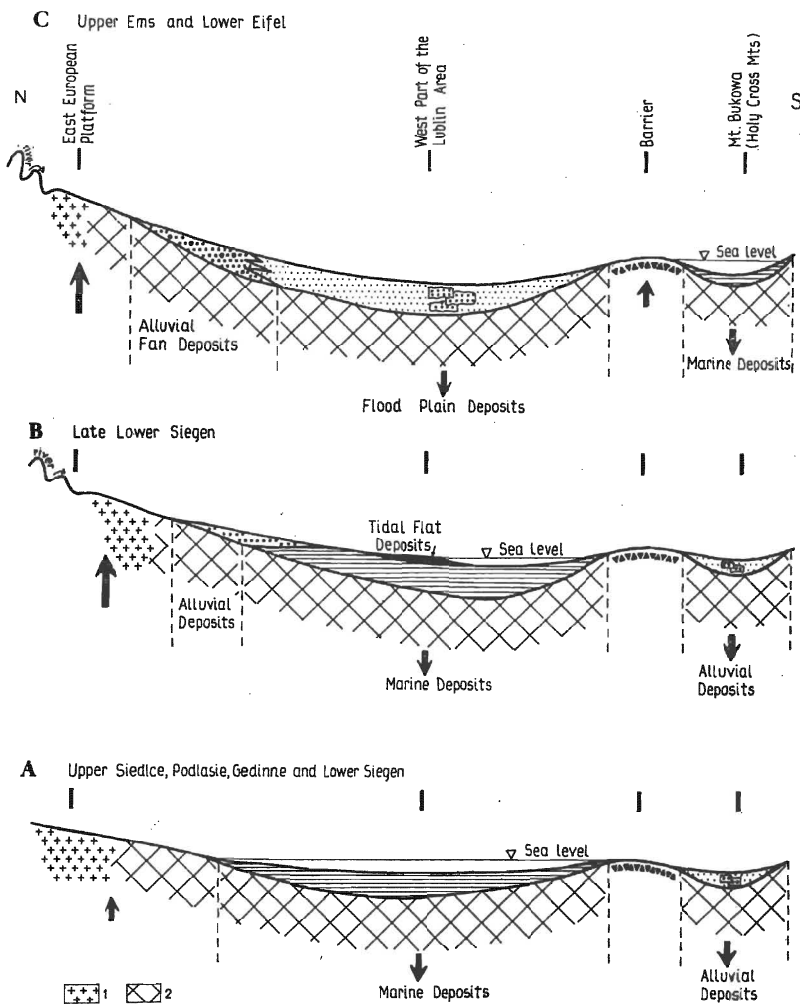 C Upper Ems and Lower Eifel
N
East European
Platform
West Part of the
Lublin Area
Barrier
Mt. Bukowa
(Holy Cross Mts)
S
river
Sea level
Alluvial
Fan Deposits
Marine Deposits
Flood Plain Deposits
B Late Lower Siegen
river
Tidal Flat
Deposits
Sea level
Alluvial
Deposits
Marine Deposits
Alluvial
Deposits
A Upper Siedlce, Podlasie, Gedinne and Lower Siegen
Sea level
Marine Deposits
Alluvial
Deposits
1 2